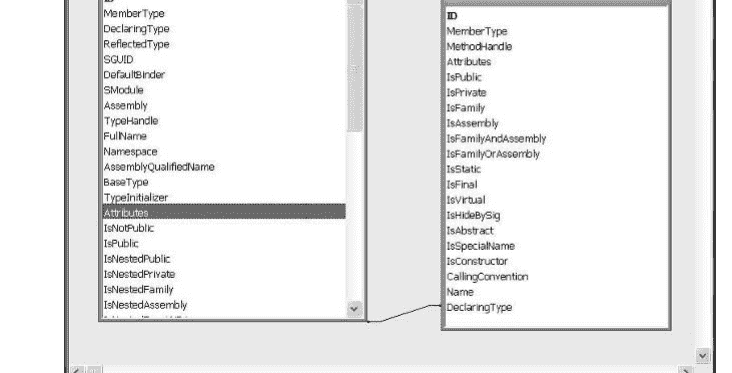 MemberType
DeclaringType
ReflectedType
SGUID
DefaultBinder
SModule
Assembly
TypeHandle
FullName
Namespace
AssemblyQualifiedName
BaseType
TypeInitializer
Attributes
IsNotPublic
IsPublic
IsNestedPublic
IsNestedPrivate
IsNestedFamily
IsNestedAssembly
ID
MemberType
MethodHandle
Attributes
IsPublic
IsPrivate
IsFamily
IsAssembly
IsFamilyAndAssembly
IsFamilyOrAssembly
IsStatic
IsFinal
IsVirtual
IsHideBySig
IsAbstract
IsSpecialName
IsConstructor
CallingConvention
Name
DeclaringType